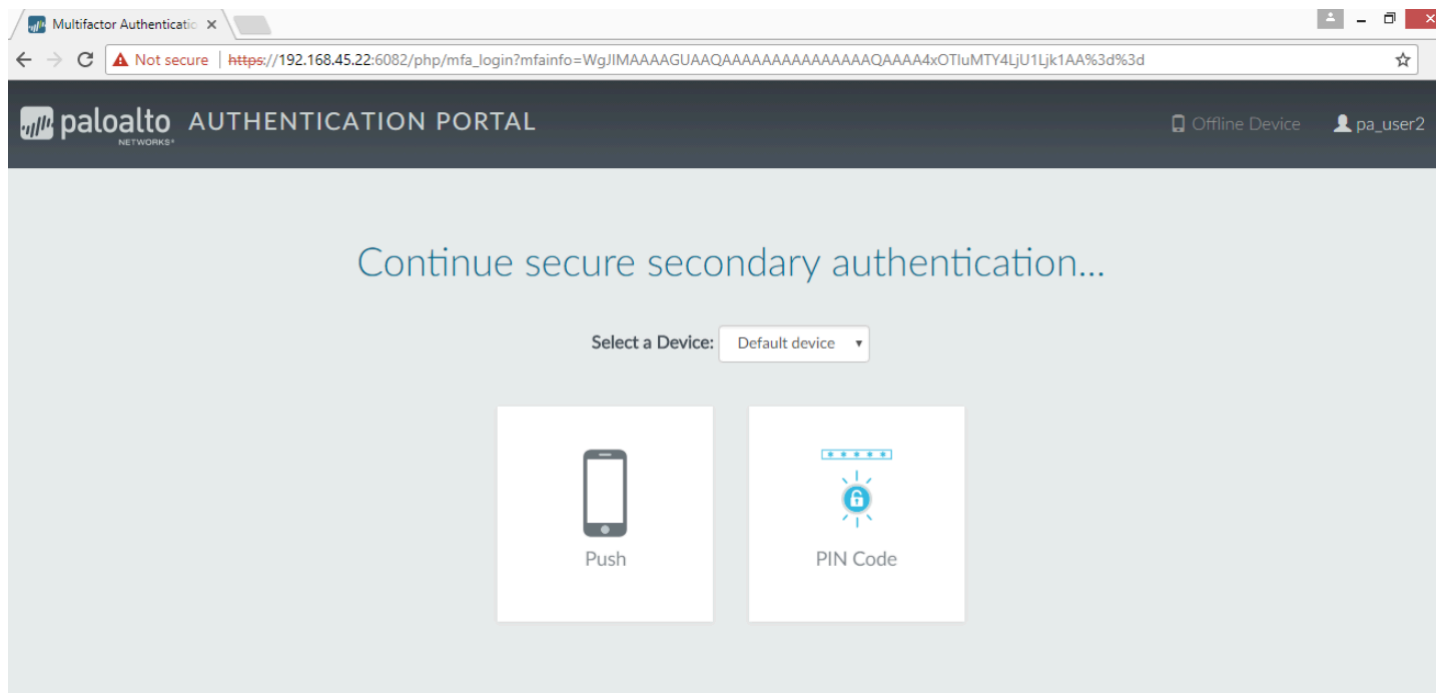 Multifactor Authenticatio
Not secure | https://192.168.45.22:6082/php/mfa_login?mfainfo=WgJIMAAAAGUAAQAAAAAAAAAAAAAAAAQAAAA4xOTIuMTY4LjU1Ljk1AA%3d%3d
paloalto AUTHENTICATION PORTAL
NETWORKS®
Offline Device
pa_user2
Continue secure secondary authentication...
Select a Device: Default device
Push
PIN Code